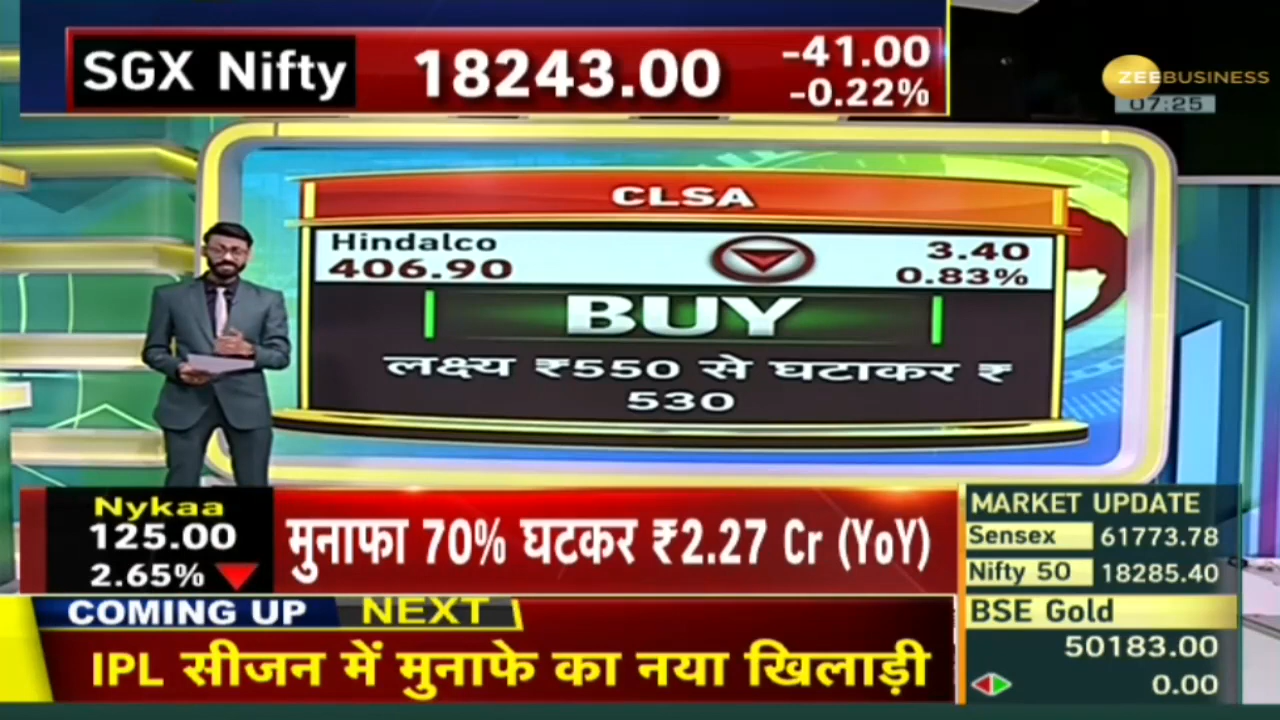 SGX Nifty 18243.00 -41.00
-0.22%
ZEEBUSINESS
07:25
CLSA
Hindalco 3.40
406.90 0.83%
BUY
लक्ष्य ₹550 से घटाकर ₹
530
Nykaa
125.00
2.65%
मुनाफा 70% घटकर ₹2.27 Cr (YoY)
MARKET UPDATE
Sensex 61773.78
Nifty 50 18285.40
BSE Gold
50183.00
0.00
COMING UP NEXT
IPL सीजन में मुनाफे का नया खिलाड़ी